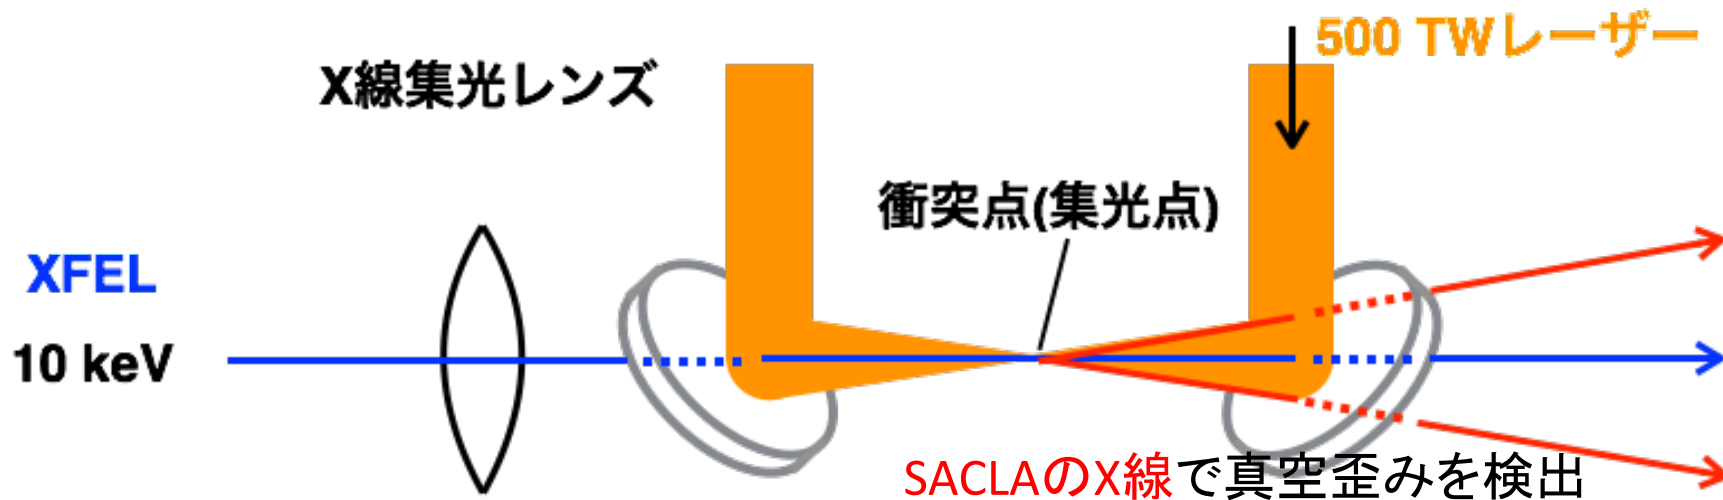 500 TWレーザー
X線集光レンズ
衝突点(集光点)
XFEL
10 keV
SACLAのX線で真空歪みを検出